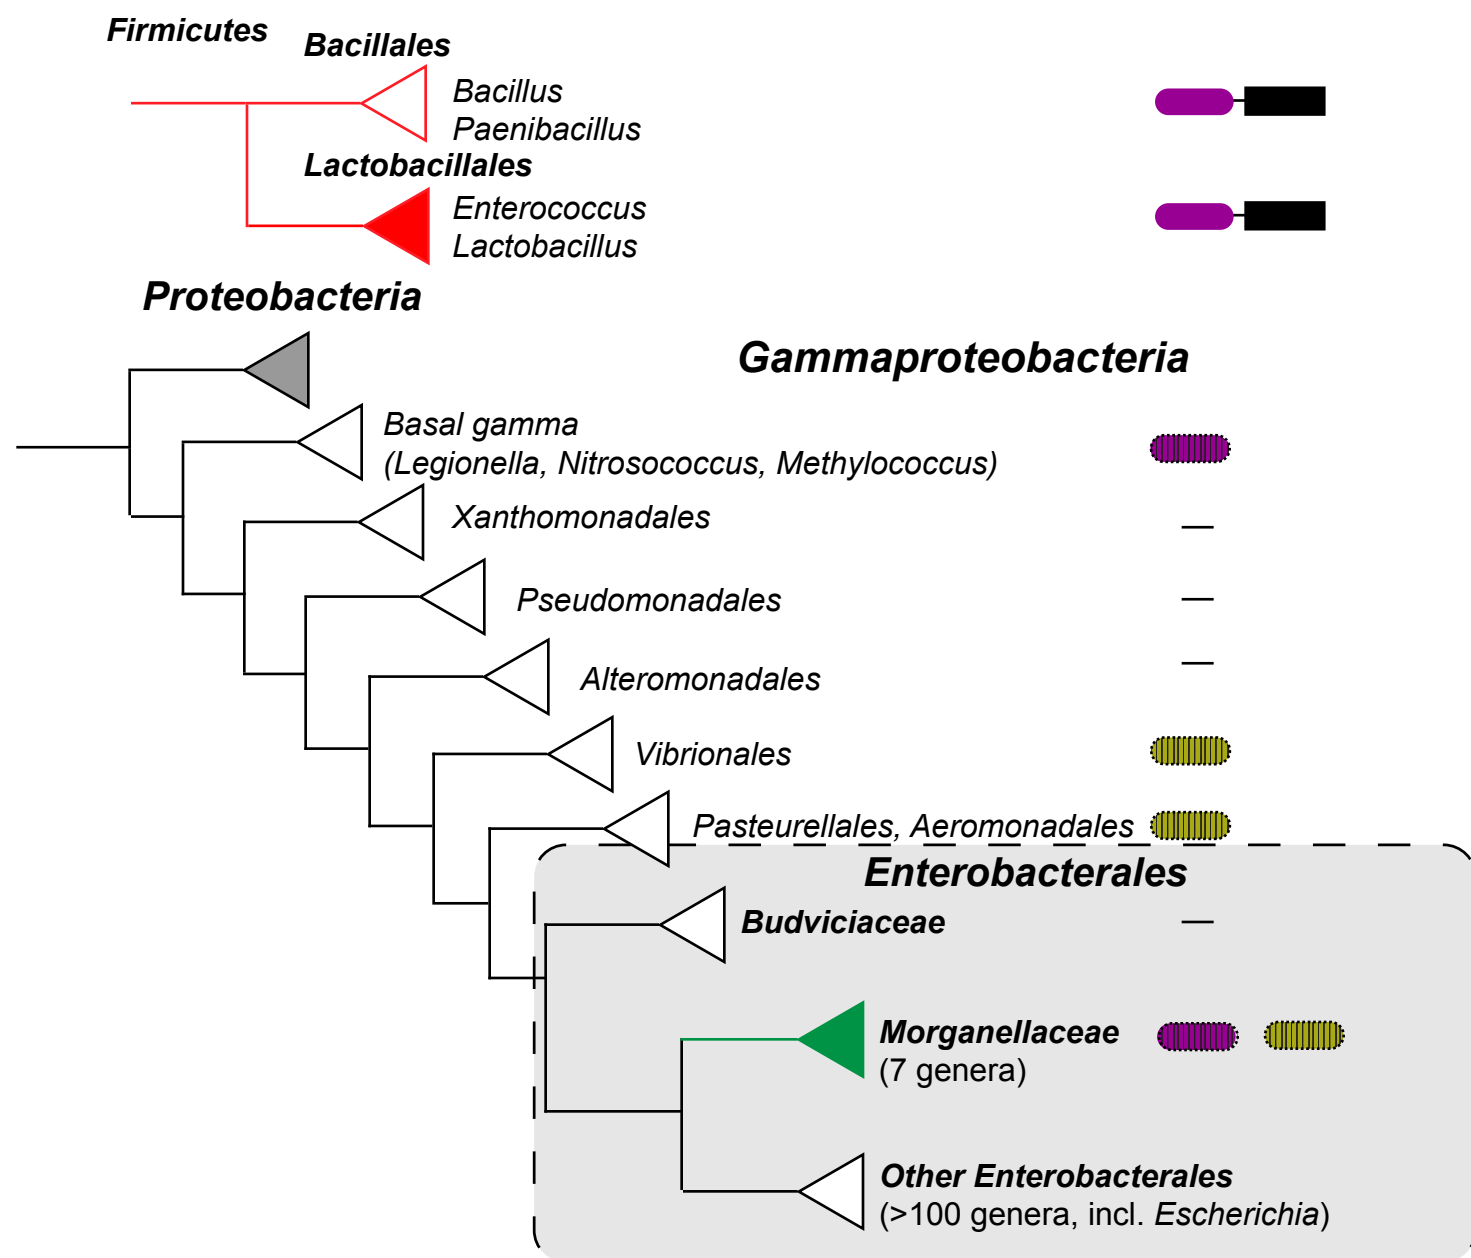 Firmicutes
Bacillales
Bacillus
Paenibacillus
Lactobacillales
Enterococcus
Lactobacillus
Proteobacteria
Gammaproteobacteria
Basal gamma
(Legionella, Nitrosococcus, Methylococcus)
Xanthomonadales
Pseudomonadales
Alteromonadales
Vibrionales
Pasteurellales, Aeromonadales
Enterobacterales
Budviciaceae
Morganellaceae
(7 genera)
Other Enterobacterales
(>100 genera, incl. Escherichia)